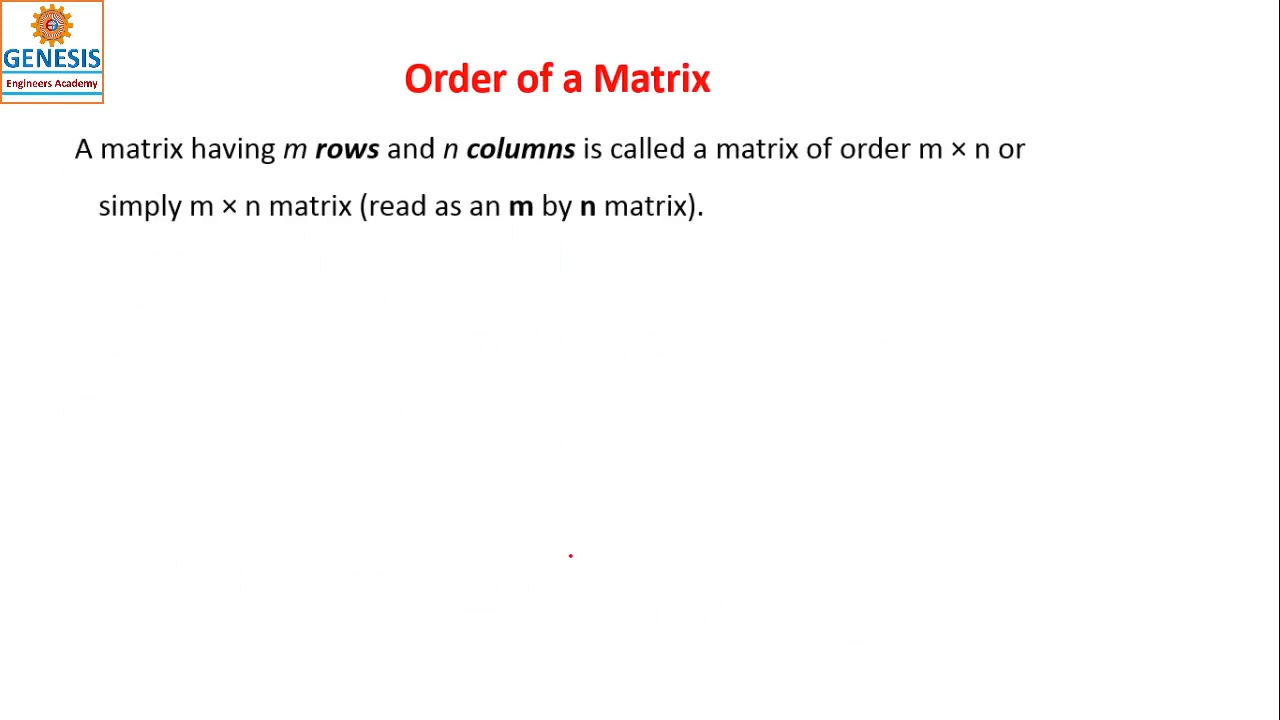 GENESIS
Engineers Academy
Order of a Matrix
A matrix having m rows and n columns is called a matrix of order m × n or
simply m × n matrix (read as an m by n matrix).